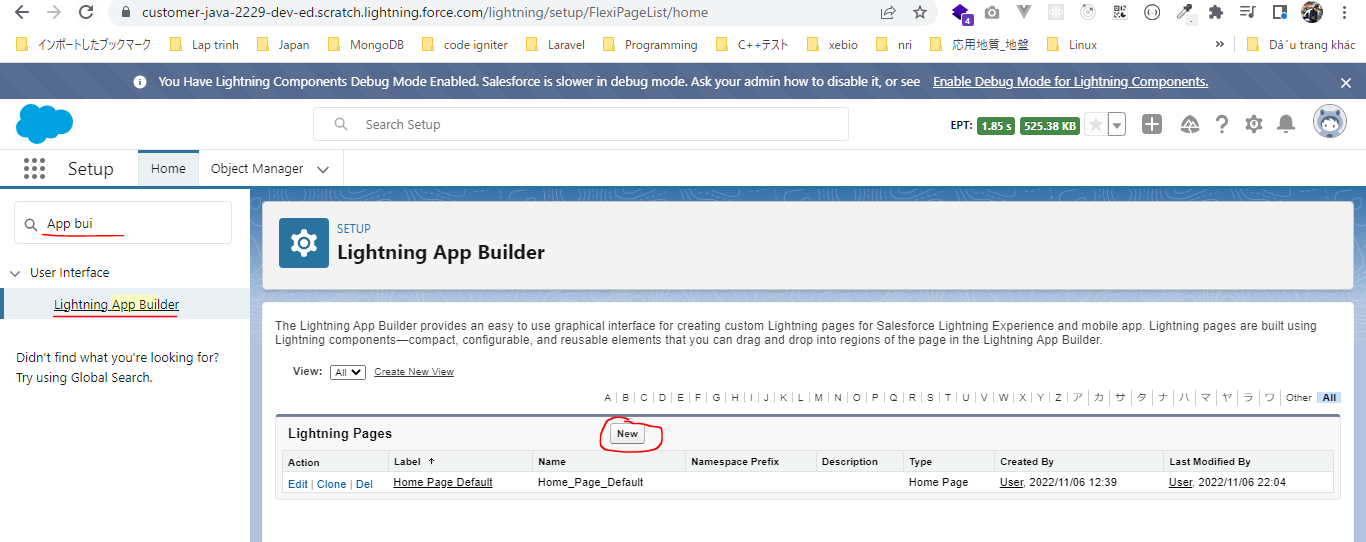 customer-java-2229-dev-ed.scratch.lightning.force.com/lightning/setup/FlexiPageList/home
4
インポートしたブックマーク Lap trinh Japan MongoDB code igniter Laravel Programming C++テスト xebio nri 応用地質_地盤 Linux » Dấu trang khác
You Have Lightning Components Debug Mode Enabled. Salesforce is slower in debug mode. Ask your admin how to disable it, or see Enable Debug Mode for Lightning Components.
Search Setup
EPT: 1.85 s 525.38 KB
Setup Home Object Manager
App bui
User Interface
Lightning App Builder
Didn't find what you're looking for?
Try using Global Search.
SETUP
Lightning App Builder
The Lightning App Builder provides an easy to use graphical interface for creating custom Lightning pages for Salesforce Lightning Experience and mobile app. Lightning pages are built using
Lightning components—compact, configurable, and reusable elements that you can drag and drop into regions of the page in the Lightning App Builder.
View: All Create New View
A | B | C | D | E | F | G | H | I | J | K | L | M | N | O | P | Q | R | S | T | U | V | W | X | Y | Z | ア | カ | サ | タ | ナ | ハ | マ | ヤ | ラ | ワ | Other All
Lightning Pages New
Action Label ↑ Name Namespace Prefix Description Type Created By Last Modified By
Edit | Clone | Del Home Page Default Home_Page_Default Home Page User, 2022/11/06 12:39 User, 2022/11/06 22:04